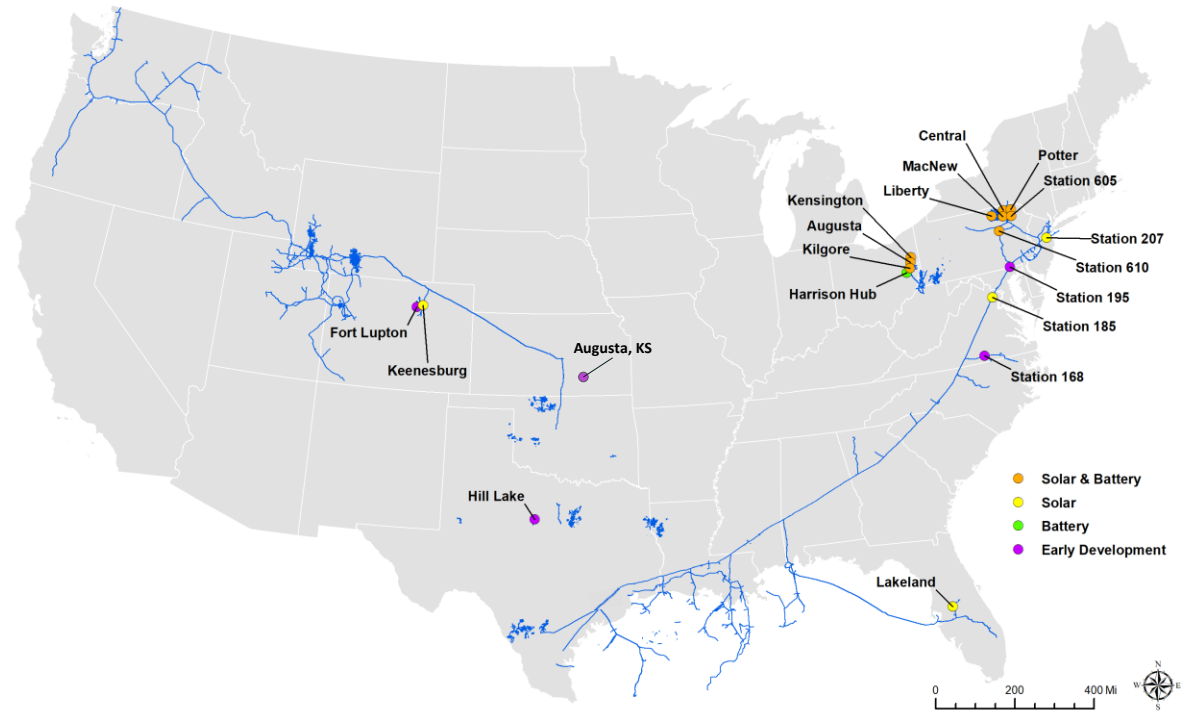 Central
Potter
MacNew
Station 605
Liberty
Kensington
Augusta
Station 207
Kilgore
Station 610
Harrison Hub
Station 195
Station 185
Fort Lupton
Augusta, KS
Keenesburg
Station 168
Solar & Battery
Hill Lake
Solar
Battery
Early Development
Lakeland
N
W
E
S
0 200 400 Mi